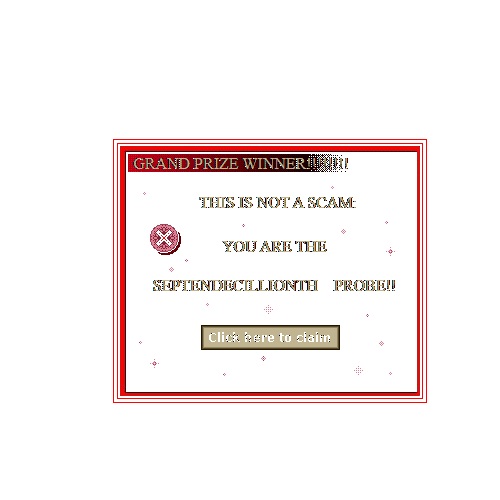 GRAND PRIZE WINNER!!!!!!!!
THIS IS NOT A SCAM:
YOU ARE THE
SEPTENDECILLIONTH PROBE!!
Click here to claim